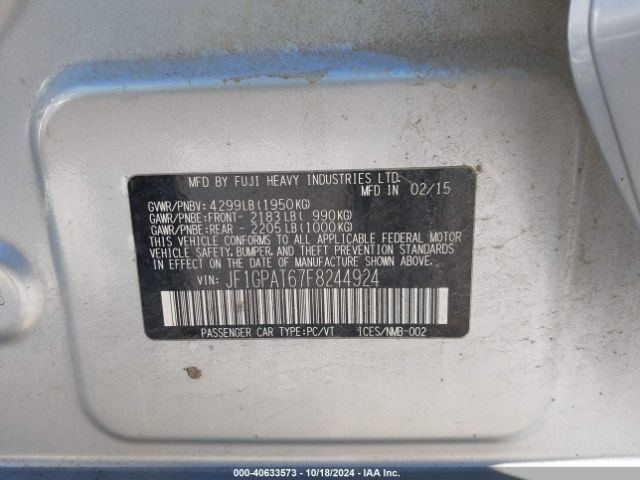 MFD BY FUJI HEAVY INDUSTRIES LTD.
MFD IN 02/15
GVWR/PNBV: 4299LB(1950KG)
GAWR/PNBE:FRONT- 2183LB( 990KG)
GAWR/PNBE:REAR - 2205LB(1000KG)
THIS VEHICLE CONFORMS TO ALL APPLICABLE FEDERAL MOTOR
VEHICLE SAFETY, BUMPER, AND THEFT PREVENTION STANDARDS
IN EFFECT ON THE DATE OF MANUFACTURE SHOWN ABOVE.
VIN: JF1GPAT67F8244924
PASSENGER CAR TYPE:PC/VT ICES/NMB-002
00-40633573 - 10/18/2024 - IAA Inc.